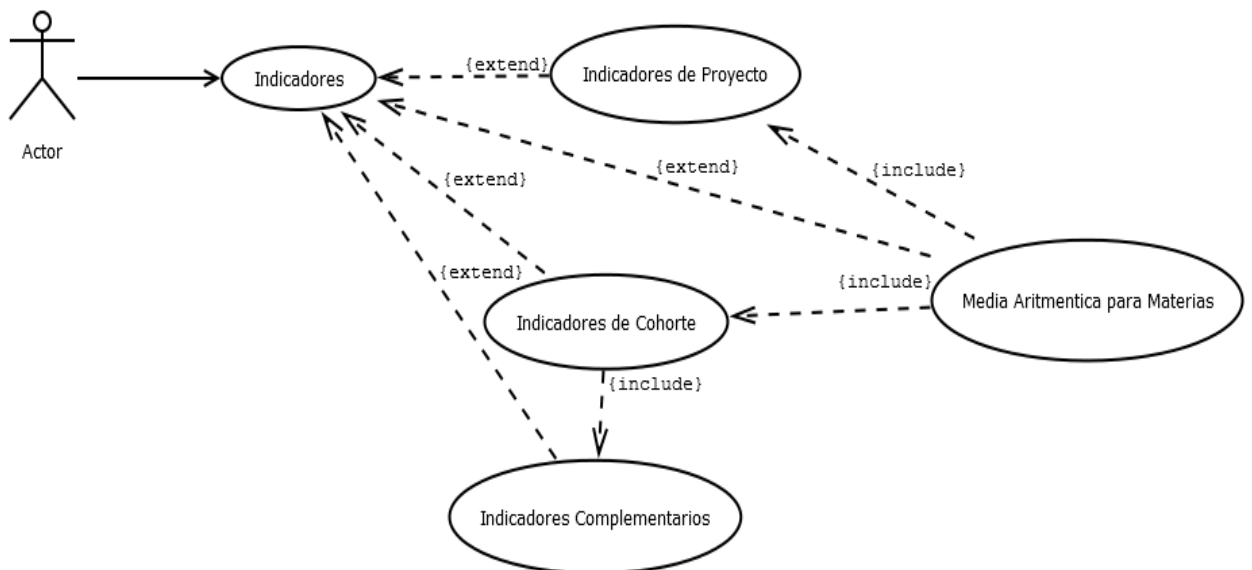 {extend}
Indicadores de Proyecto
Indicadores
Actor
{extend}
{include}
{extend}
{extend}
{include}
Media Aritmentica para Materias
Indicadores de Cohorte
{include}
Indicadores Complementarios